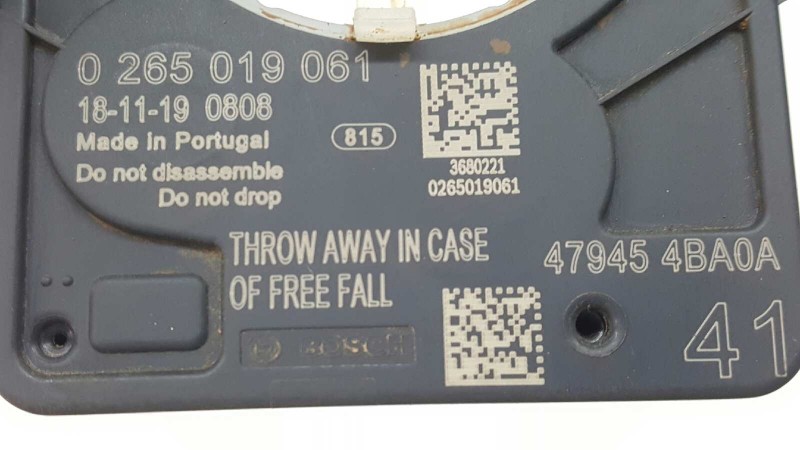 0 265 019 061
18-11-19 0808
Made in Portugal
815
Do not disassemble
Do not drop
3680221
0265019061
THROW AWAY IN CASE
OF FREE FALL
47945 4BA0A
BOSCH
41